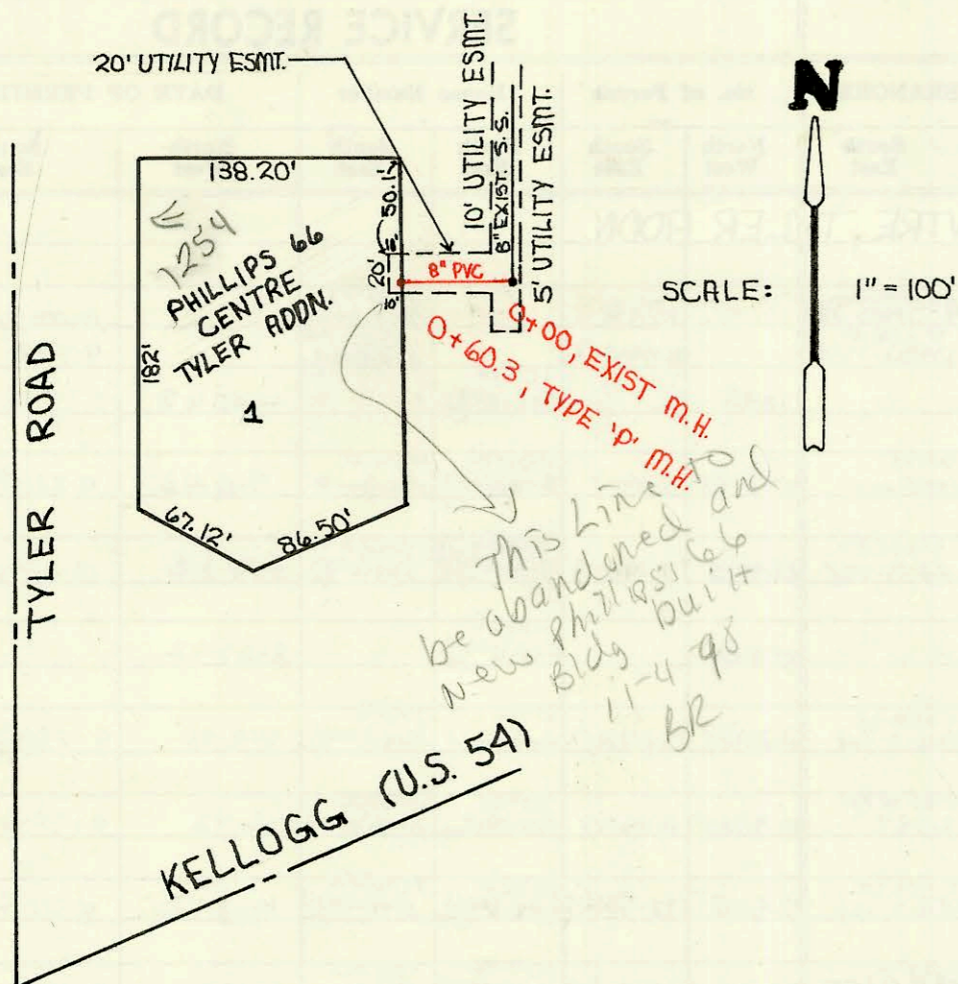 SERVICE RECORD
20' UTILITY ESMT.
10' UTILITY ESMT.
8" EXIST. S.S.
5' UTILITY ESMT.
N
138.20'
50.1'
20'
5'
8" PVC
1254
PHILLIPS 66
CENTRE
TYLER ADDN.
182'
1
67.12'
86.50'
SCALE: 1" = 100'
0+00, EXIST M.H.
0+60.3, TYPE 'P' M.H.
TYLER ROAD
This Line to
be abandoned and
new Phillips 66
Bldg built
11-4-98
BR
KELLOGG (U.S. 54)